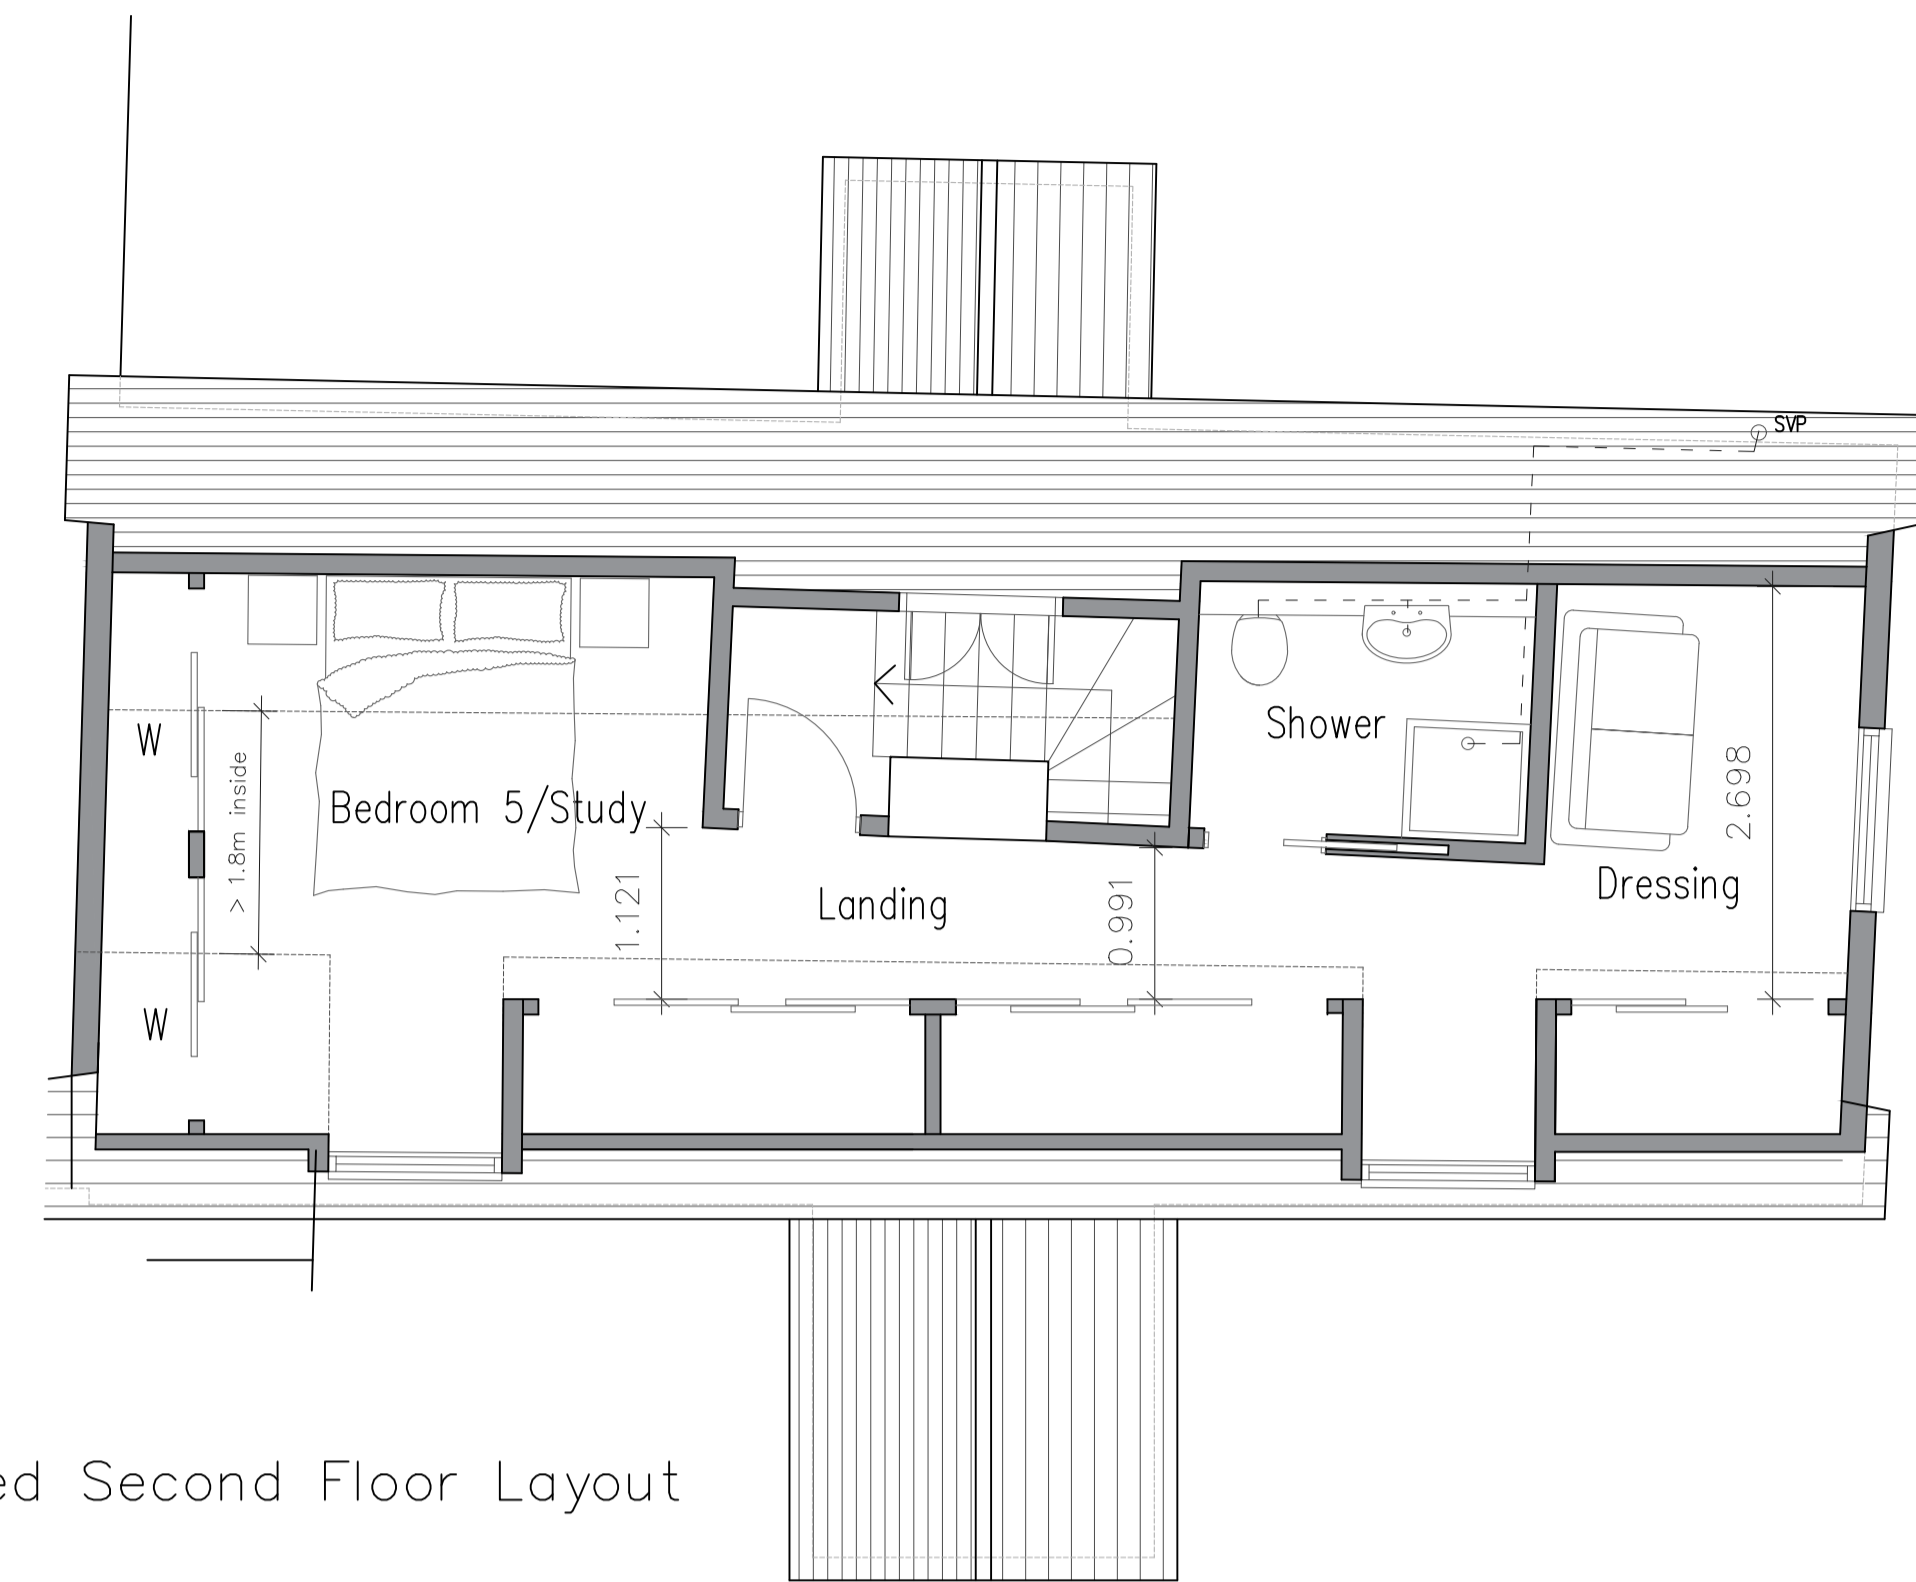 SVP
W
> 1.8m inside
Bedroom 5/Study
Shower
2.698
Dressing
1.121
Landing
0.991
W
ed Second Floor Layout